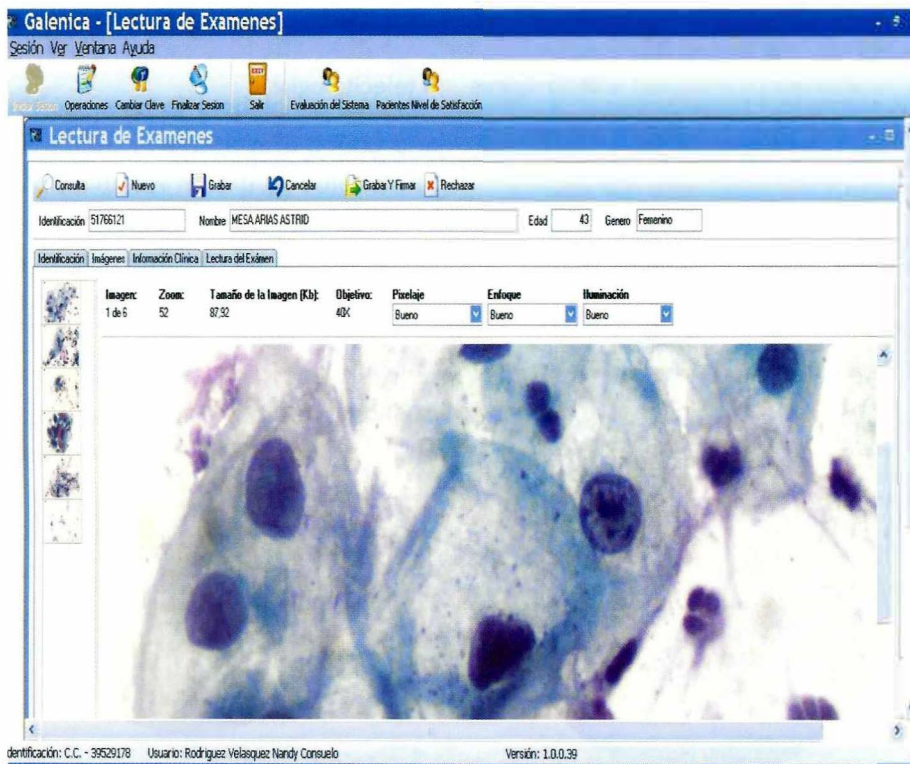 Galenica - [Lectura de Examenes]
Sesión Ver Ventana Ayuda
Operaciones Cambiar Clave Finalizar Sesion Salir Evaluación del Sistema Pacientes Nivel de Satisfacción
Lectura de Examenes
Consulta Nuevo Grabar Cancelar Grabar Y Firmar Rechazar
Identificación 51766121 Nombre MESA ARIAS ASTRID Edad 43 Genero Femenino
Identificación Imágenes Información Clínica Lectura del Exámen
Imagen: Zoom: Tamaño de la Imagen (Kb): Objetivo: Pixelaje Enfoque Iluminación
1 de 6 52 87,92 40X Bueno Bueno Bueno
dentificación: C.C. - 39529178 Usuario: Rodriguez Velasquez Nandy Consuelo Versión: 1.0.0.39